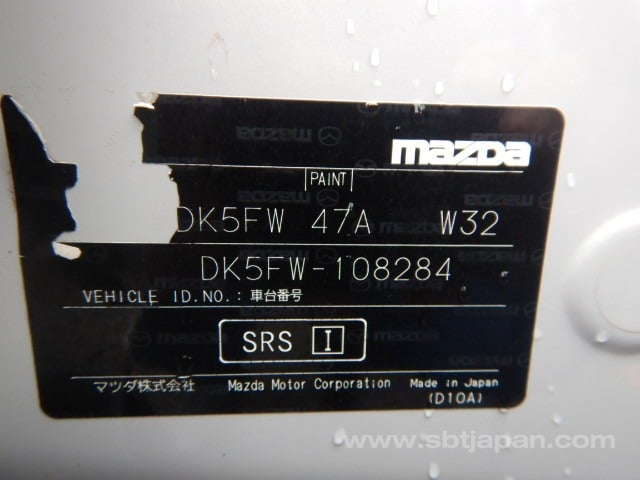 mazda
PAINT
DK5FW 47A W32
DK5FW-108284
VEHICLE ID.NO.:車台番号
SRS I
マツダ株式会社 Mazda Motor Corporation Made in Japan
(D10A)
www.sbtjapan.com